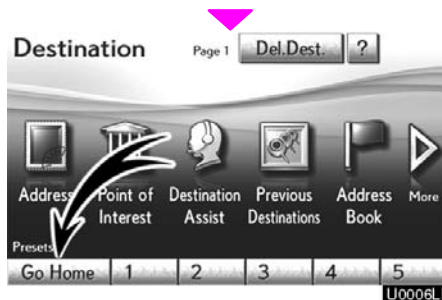 Destination Page 1 Del.Dest. ?
Address Point of Interest Destination Assist Previous Destinations Address Book More
Presets
Go Home 1 2 3 4 5
U0006L